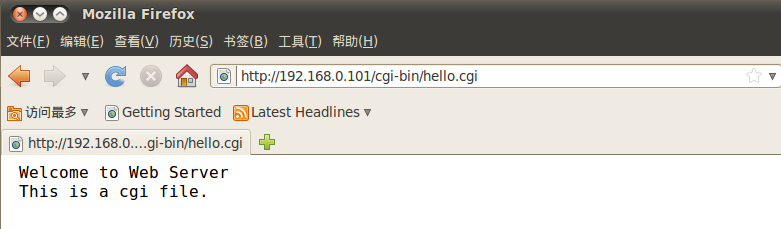 Mozilla Firefox
文件(F) 编辑(E) 查看(V) 历史(S) 书签(B) 工具(T) 帮助(H)
http://192.168.0.101/cgi-bin/hello.cgi
访问最多 Getting Started Latest Headlines
http://192.168.0....gi-bin/hello.cgi
Welcome to Web Server
This is a cgi file.